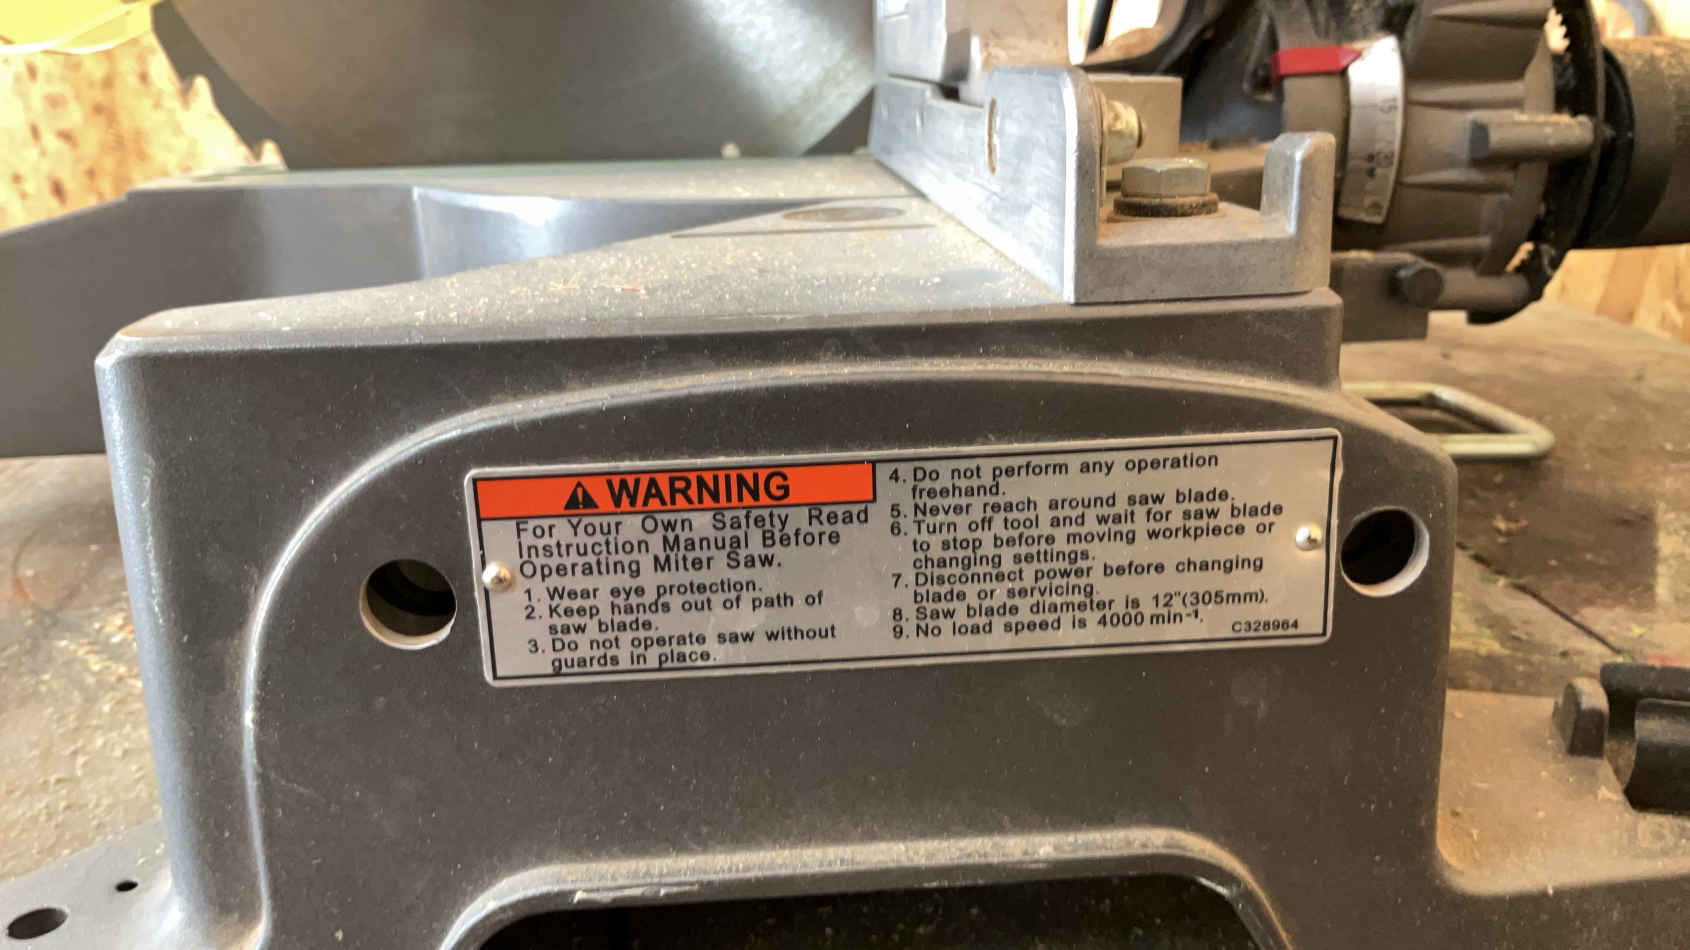 WARNING
For Your Own Safety Read
Instruction Manual Before
Operating Miter Saw.
1. Wear eye protection.
2. Keep hands out of path of
saw blade.
3. Do not operate saw without
guards in place.
4. Do not perform any operation
freehand.
5. Never reach around saw blade.
6. Turn off tool and wait for saw blade
to stop before moving workpiece or
changing settings.
7. Disconnect power before changing
blade or servicing.
8. Saw blade diameter is 12"(305mm).
9. No load speed is 4000 min⁻¹.
C328964